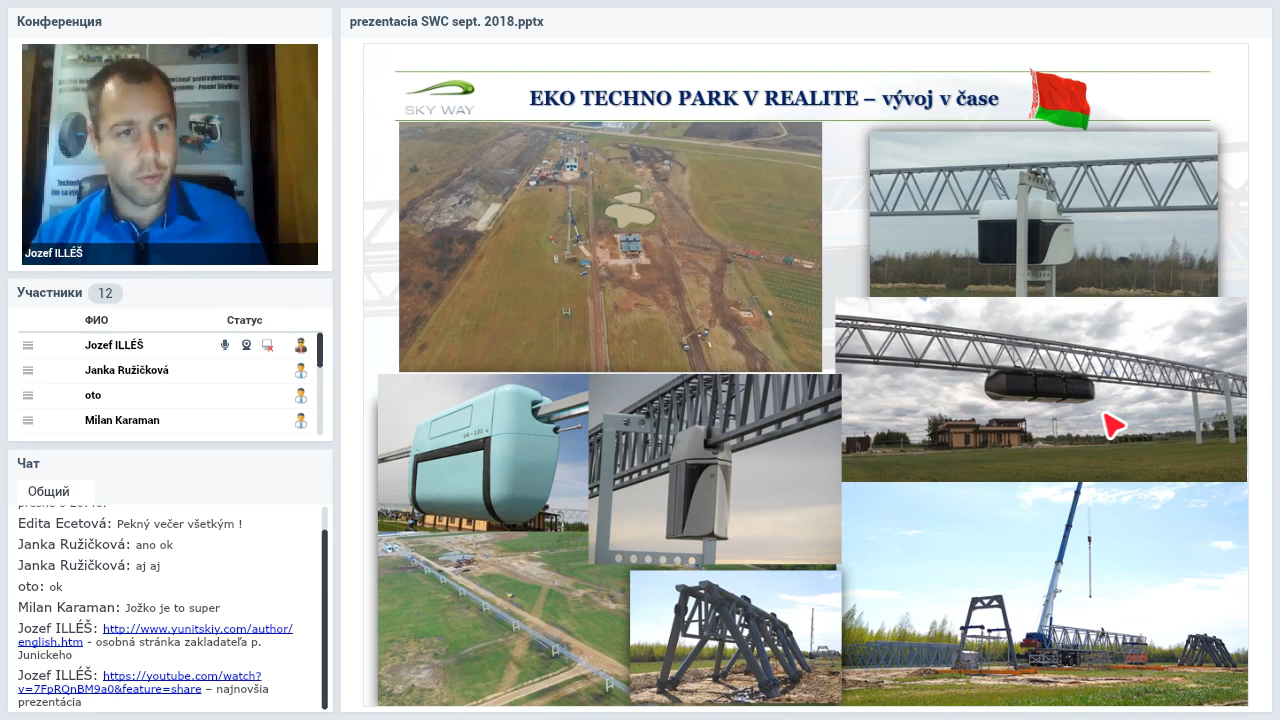 Конференция
Jozef ILLÉŠ
Участники 12
ФИО Статус
Jozef ILLÉŠ
Janka Ružičková
oto
Milan Karaman
Чат
Общий
Edita Ecetová: Pekný večer všetkým !
Janka Ružičková: ano ok
Janka Ružičková: aj aj
oto: ok
Milan Karaman: Jožko je to super
Jozef ILLÉŠ: http://www.yunitskiy.com/author/
english.htm - osobná stránka zakladateľa p.
Junickeho
Jozef ILLÉŠ: https://youtube.com/watch?
v=7FpRQnBM9a0&feature=share – najnovšia
prezentácia
prezentacia SWC sept. 2018.pptx
SKY WAY
EKO TECHNO PARK V REALITE – vývoj v čase